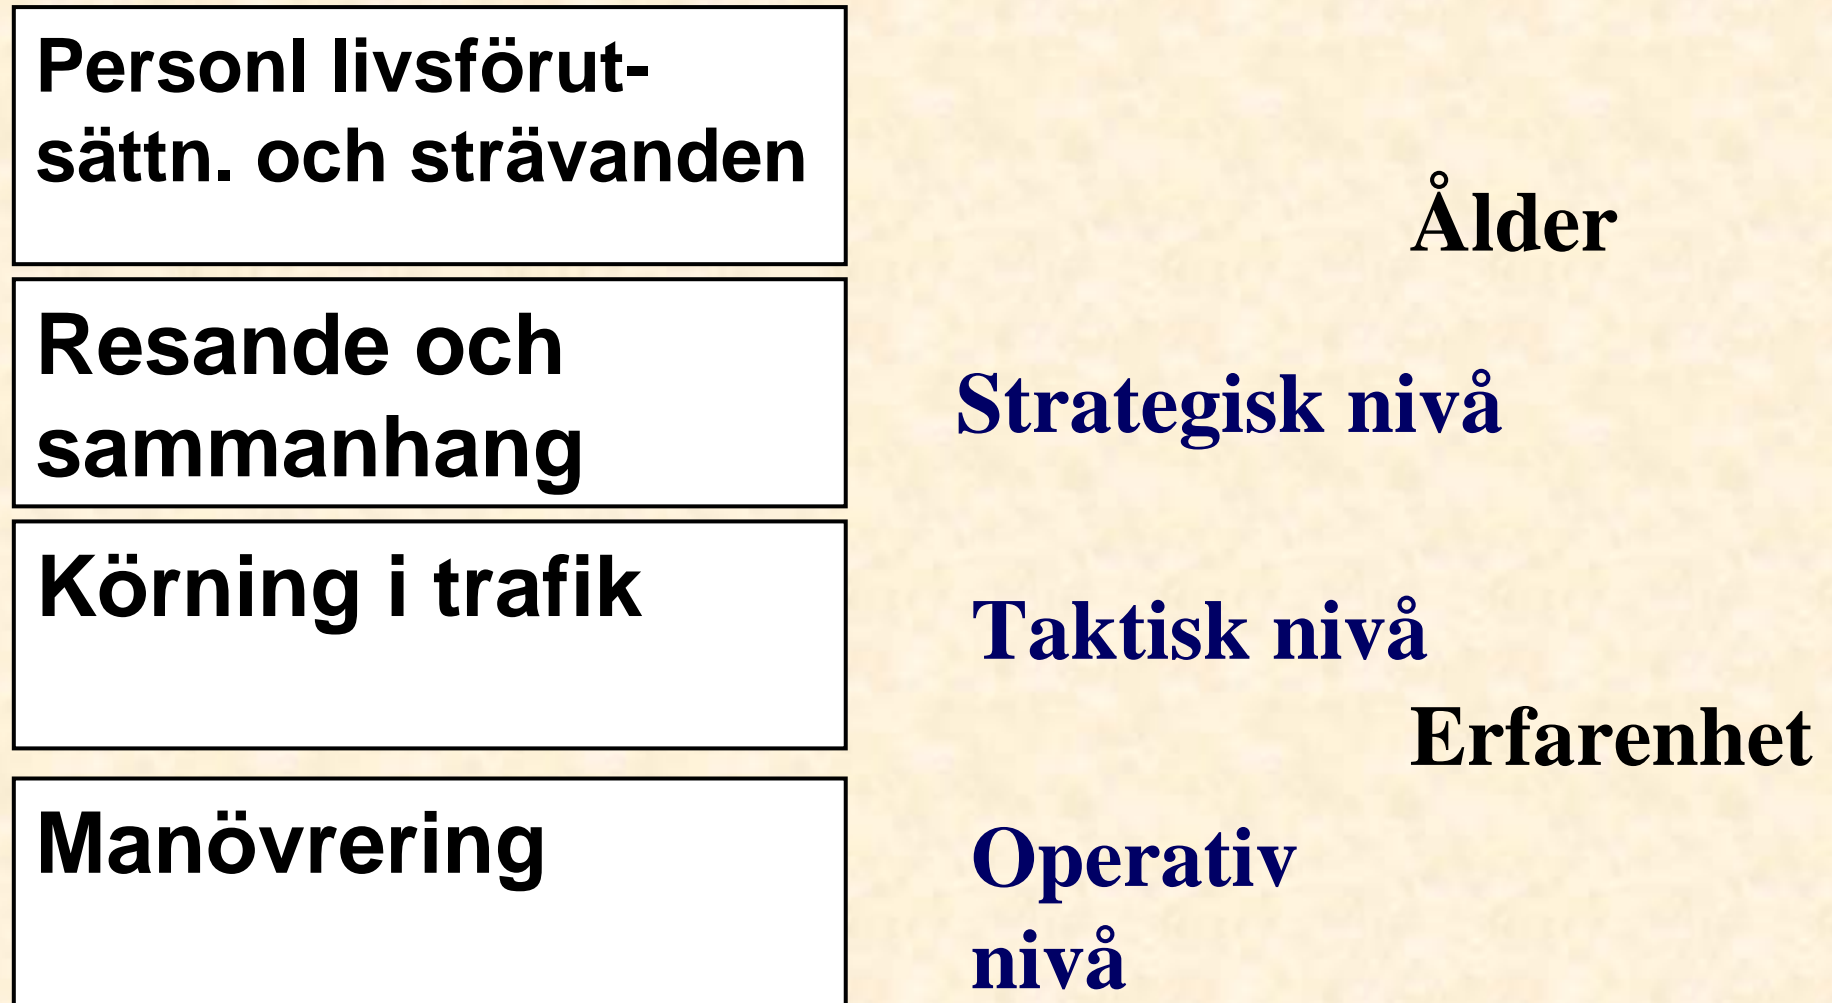 Personl livsförut-
sättn. och strävanden
Ålder
Resande och
sammanhang
Strategisk nivå
Körning i trafik
Taktisk nivå
Erfarenhet
Manövrering
Operativ
nivå